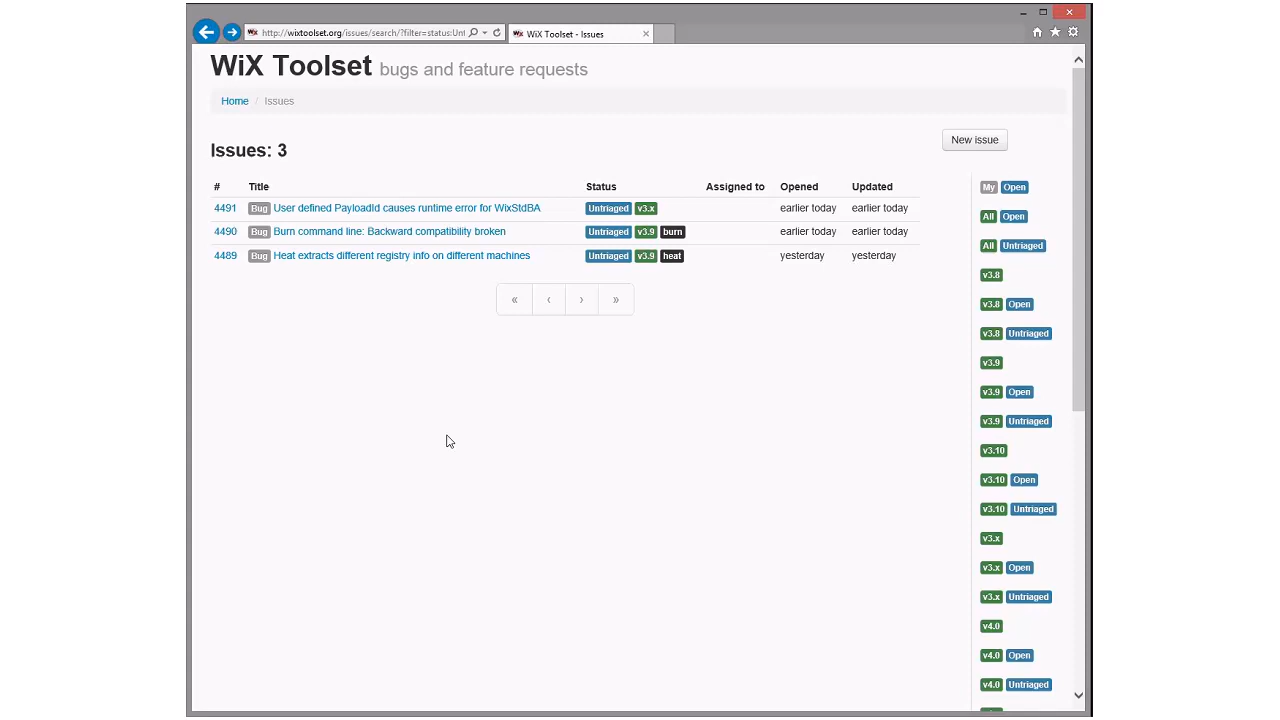 http://wixtoolset.org/issues/search/?filter=status:Unt
WiX Toolset - Issues
WiX Toolset bugs and feature requests
Home / Issues
New issue
Issues: 3
# Title Status Assigned to Opened Updated
4491 Bug User defined PayloadId causes runtime error for WixStdBA Untriaged v3.x earlier today earlier today
4490 Bug Burn command line: Backward compatibility broken Untriaged v3.9 burn earlier today earlier today
4489 Bug Heat extracts different registry info on different machines Untriaged v3.9 heat yesterday yesterday
« ‹ › »
My Open
All Open
All Untriaged
v3.8
v3.8 Open
v3.8 Untriaged
v3.9
v3.9 Open
v3.9 Untriaged
v3.10
v3.10 Open
v3.10 Untriaged
v3.x
v3.x Open
v3.x Untriaged
v4.0
v4.0 Open
v4.0 Untriaged